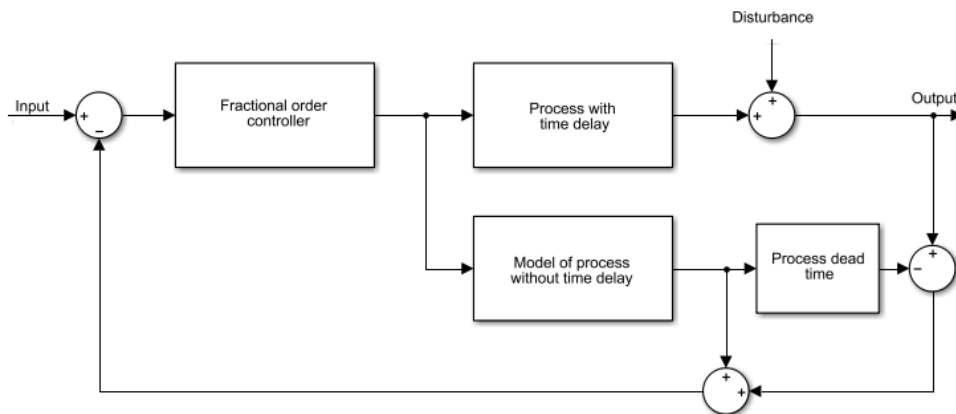 Disturbance
Input
+
−
Fractional order
controller
Process with
time delay
+
+
Output
Model of process
without time delay
Process dead
time
+
−
+
+